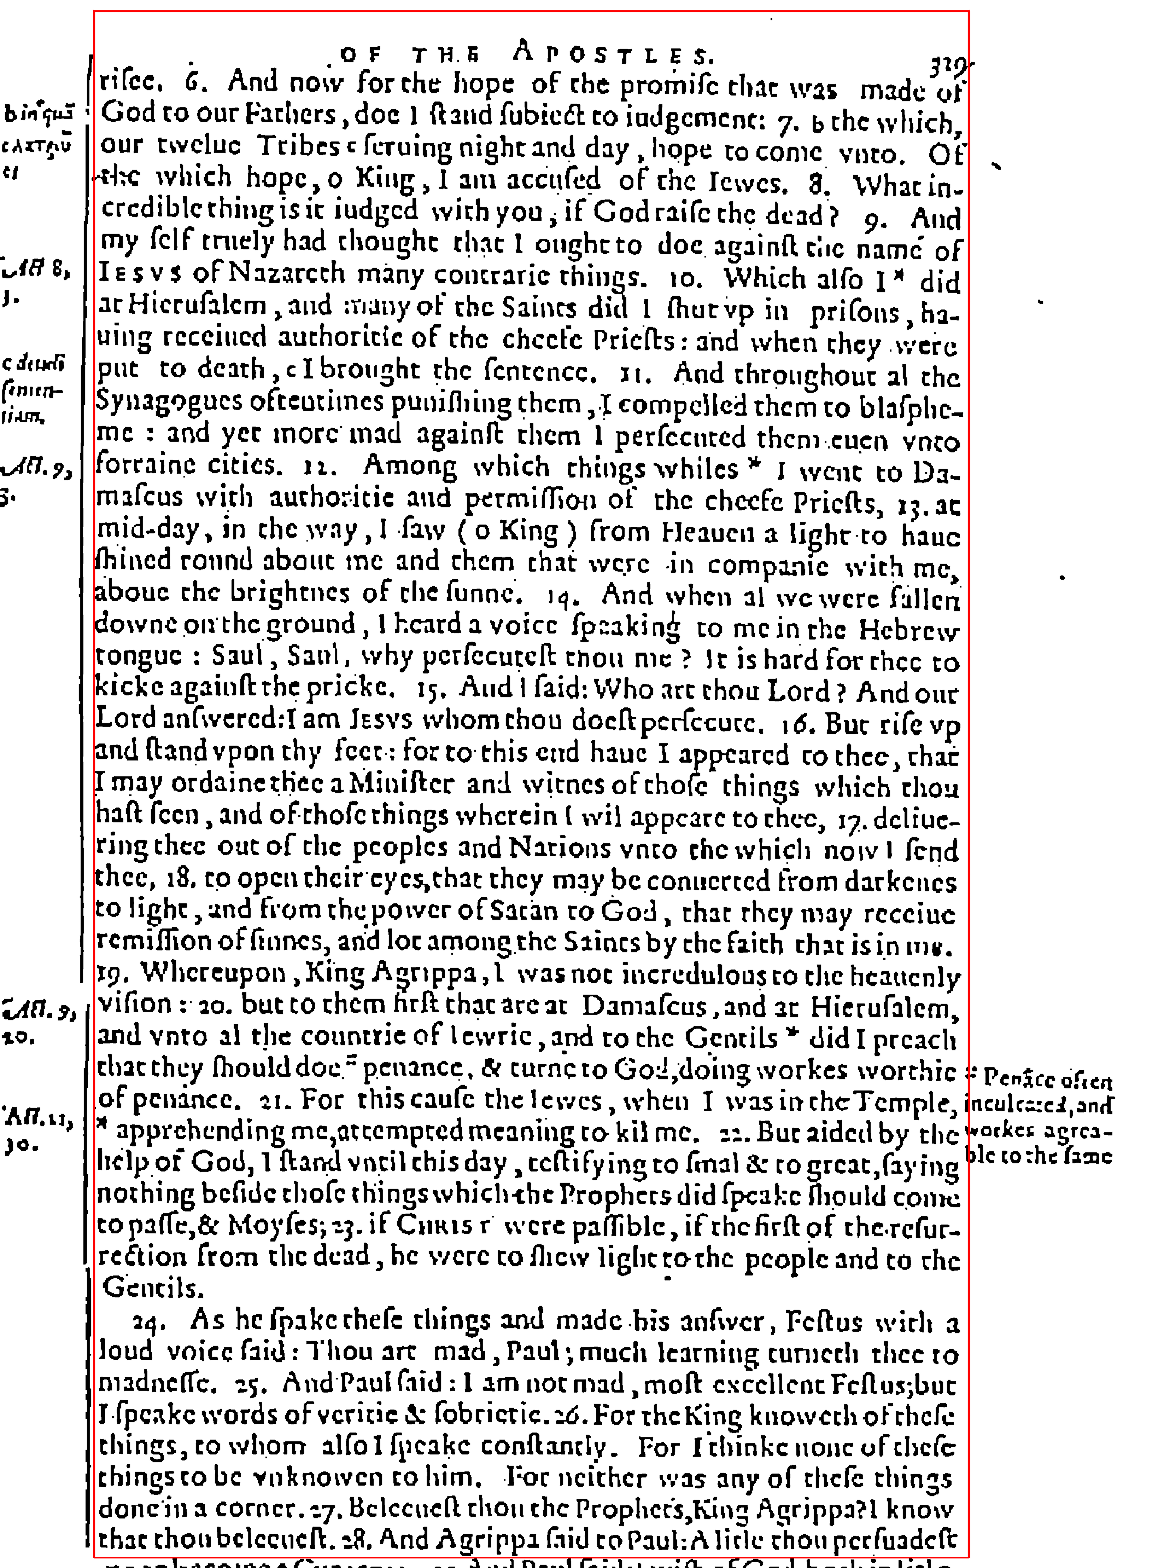 OF THE APOSTLES. 329
riſee. 6. And now for the hope of the promiſe that was made of
God to our Fathers, doe I ſtand ſubiect to iudgement: 7. b the which,
our twelue Tribes c ſeruing night and day, hope to come vnto. Of
the which hope, o King, I am accuſed of the Iewes. 8. What in-
credible thing is it iudged with you, if God raiſe the dead? 9. And
my ſelf truely had thought that I ought to doe againſt the name of
IESVS of Nazareth many contrarie things. 10. Which alſo I * did
at Hieruſalem, and many of the Saincts did I ſhut vp in priſons, ha-
uing receiued authoritie of the cheefe Prieſts: and when they were
put to death, c I brought the ſentence. 11. And throughout al the
Synagogues oftentimes puniſhing them, I compelled them to blaſphe-
me: and yet more mad againſt them I perſecuted them euen vnto
forraine cities. 12. Among which things whiles * I went to Da-
maſcus with authoritie and permiſſion of the cheefe Prieſts, 13. at
mid-day, in the way, I ſaw (o King) from Heauen a light to haue
ſhined round about me and them that were in companie with me,
aboue the brightnes of the ſunne. 14. And when al we were fallen
downe on the ground, I heard a voice ſpeaking to me in the Hebrew
tongue: Saul, Saul, why perſecuteſt thou me? It is hard for thee to
kicke againſt the pricke. 15. And I ſaid: Who art thou Lord? And our
Lord anſwered: I am IESVS whom thou doeſt perſecute. 16. But riſe vp
and ſtand vpon thy feet: for to this end haue I appeared to thee, that
I may ordaine thee a Miniſter and witnes of thoſe things which thou
haſt ſeen, and of thoſe things wherein I wil appeare to thee, 17. deliue-
ring thee out of the peoples and Nations vnto the which now I ſend
thee, 18. to open their eyes, that they may be conuerted from darkenes
to light, and from the power of Satan to God, that they may receiue
remiſſion of ſinnes, and lot among the Saincts by the faith that is in me.
19. Whereupon, King Agrippa, I was not incredulous to the heauenly
viſion: 20. but to them firſt that are at Damaſcus, and at Hieruſalem,
and vnto al the countrie of Iewrie, and to the Gentils * did I preach
that they ſhould doe :: penance, & turne to God, doing workes worthie
of penance. 21. For this cauſe the Iewes, when I was in the Temple,
* apprehending me, attempted meaning to kil me. 22. But aided by the
help of God, I ſtand vntil this day, teſtifying to ſmal & to great, ſaying
nothing beſide thoſe things which the Prophets did ſpeake ſhould come
to paſſe, & Moyſes; 23. if CHRIST were paſſible, if the firſt of the reſur-
rection from the dead, he were to ſhew light to the people and to the
Gentils.
24. As he ſpake theſe things and made his anſwer, Feſtus with a
loud voice ſaid: Thou art mad, Paul; much learning turneth thee to
madneſſe. 25. And Paul ſaid: I am not mad, moſt excellent Feſtus; but
I ſpeake words of veritie & ſobrietie. 26. For the King knoweth of theſe
things, to whom alſo I ſpeake conſtantly. For I thinke none of theſe
things to be vnknowen to him. For neither was any of theſe things
done in a corner. 27. Beleeueſt thou the Prophets, King Agrippa? I know
that thou beleeueſt. 28. And Agrippa ſaid to Paul: A litle thou perſuadeſt
b in quā
c λατρευ
Act 8,
3.
c detuli
ſenten-
tiam.
Act. 9,
Act. 9,
20.
Act. 21,
30.
:: Penāce often
inculcated, and
workes agrea-
ble to the ſame